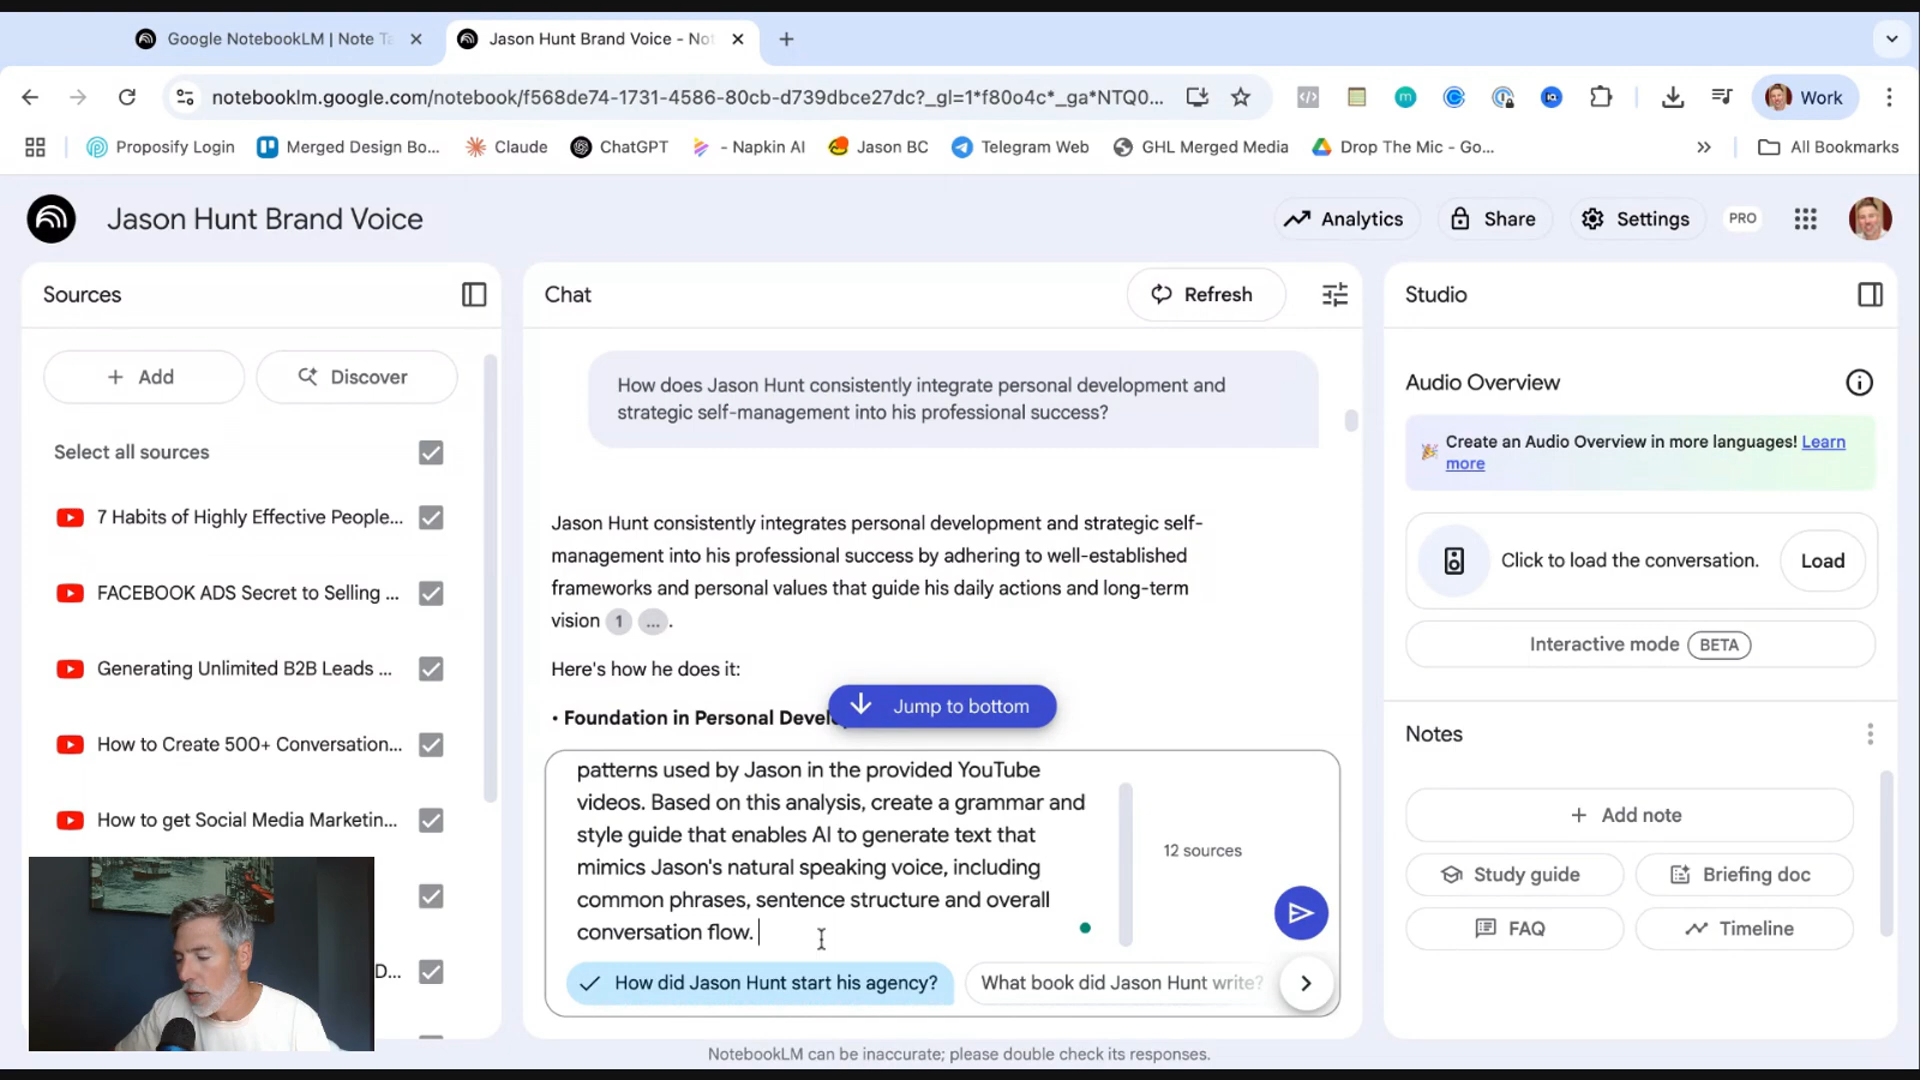 Google NotebookLM | Note Ta
Jason Hunt Brand Voice - Not
notebooklm.google.com/notebook/f568de74-1731-4586-80cb-d739dbce27dc?_gl=1*f80o4c*_ga*NTQ0...
Work
Proposify Login
Merged Design Bo...
Claude
ChatGPT
- Napkin AI
Jason BC
Telegram Web
GHL Merged Media
Drop The Mic - Go...
All Bookmarks
Jason Hunt Brand Voice
Analytics
Share
Settings
PRO
Sources
+ Add
Discover
Select all sources
7 Habits of Highly Effective People...
FACEBOOK ADS Secret to Selling ...
Generating Unlimited B2B Leads ...
How to Create 500+ Conversation...
How to get Social Media Marketin...
D...
Chat
Refresh
How does Jason Hunt consistently integrate personal development and
strategic self-management into his professional success?
Jason Hunt consistently integrates personal development and strategic self-
management into his professional success by adhering to well-established
frameworks and personal values that guide his daily actions and long-term
vision 1 ... .
Here's how he does it:
• Foundation in Personal Develo
Jump to bottom
patterns used by Jason in the provided YouTube
videos. Based on this analysis, create a grammar and
style guide that enables AI to generate text that
mimics Jason's natural speaking voice, including
common phrases, sentence structure and overall
conversation flow.
12 sources
How did Jason Hunt start his agency?
What book did Jason Hunt write?
NotebookLM can be inaccurate; please double check its responses.
Studio
Audio Overview
Create an Audio Overview in more languages! Learn
more
Click to load the conversation.
Load
Interactive mode BETA
Notes
+ Add note
Study guide
Briefing doc
FAQ
Timeline